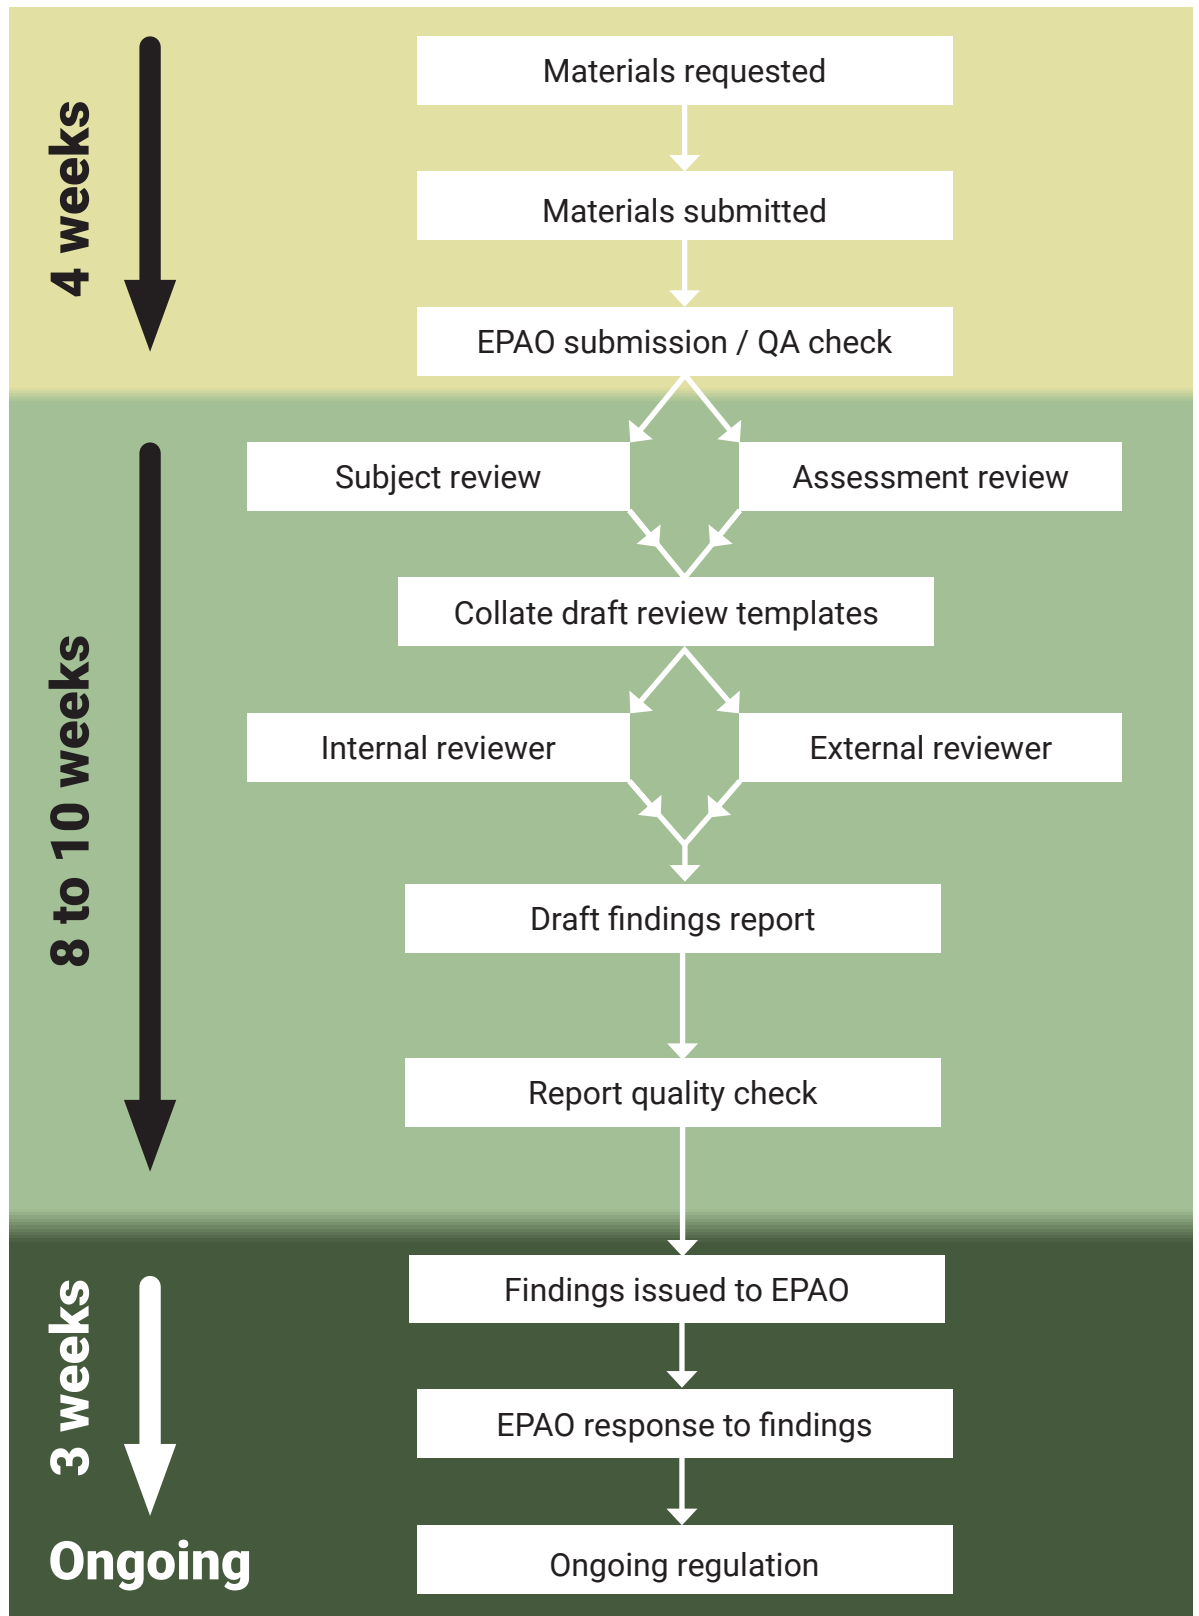 4 weeks
Materials requested
Materials submitted
EPAO submission / QA check
8 to 10 weeks
Subject review
Assessment review
Collate draft review templates
Internal reviewer
External reviewer
Draft findings report
Report quality check
3 weeks
Findings issued to EPAO
EPAO response to findings
Ongoing
Ongoing regulation